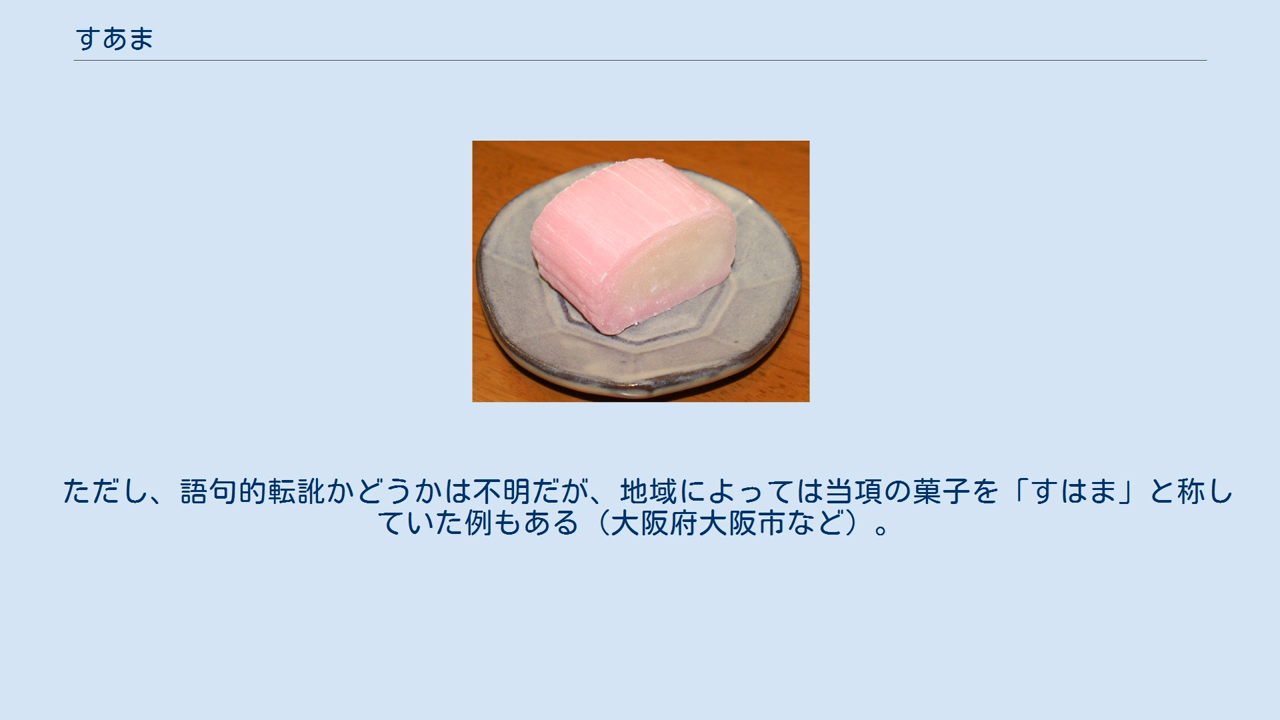 すあま
ただし、語句的転訛かどうかは不明だが、地域によっては当項の菓子を「すはま」と称し
ていた例もある（大阪府大阪市など）。